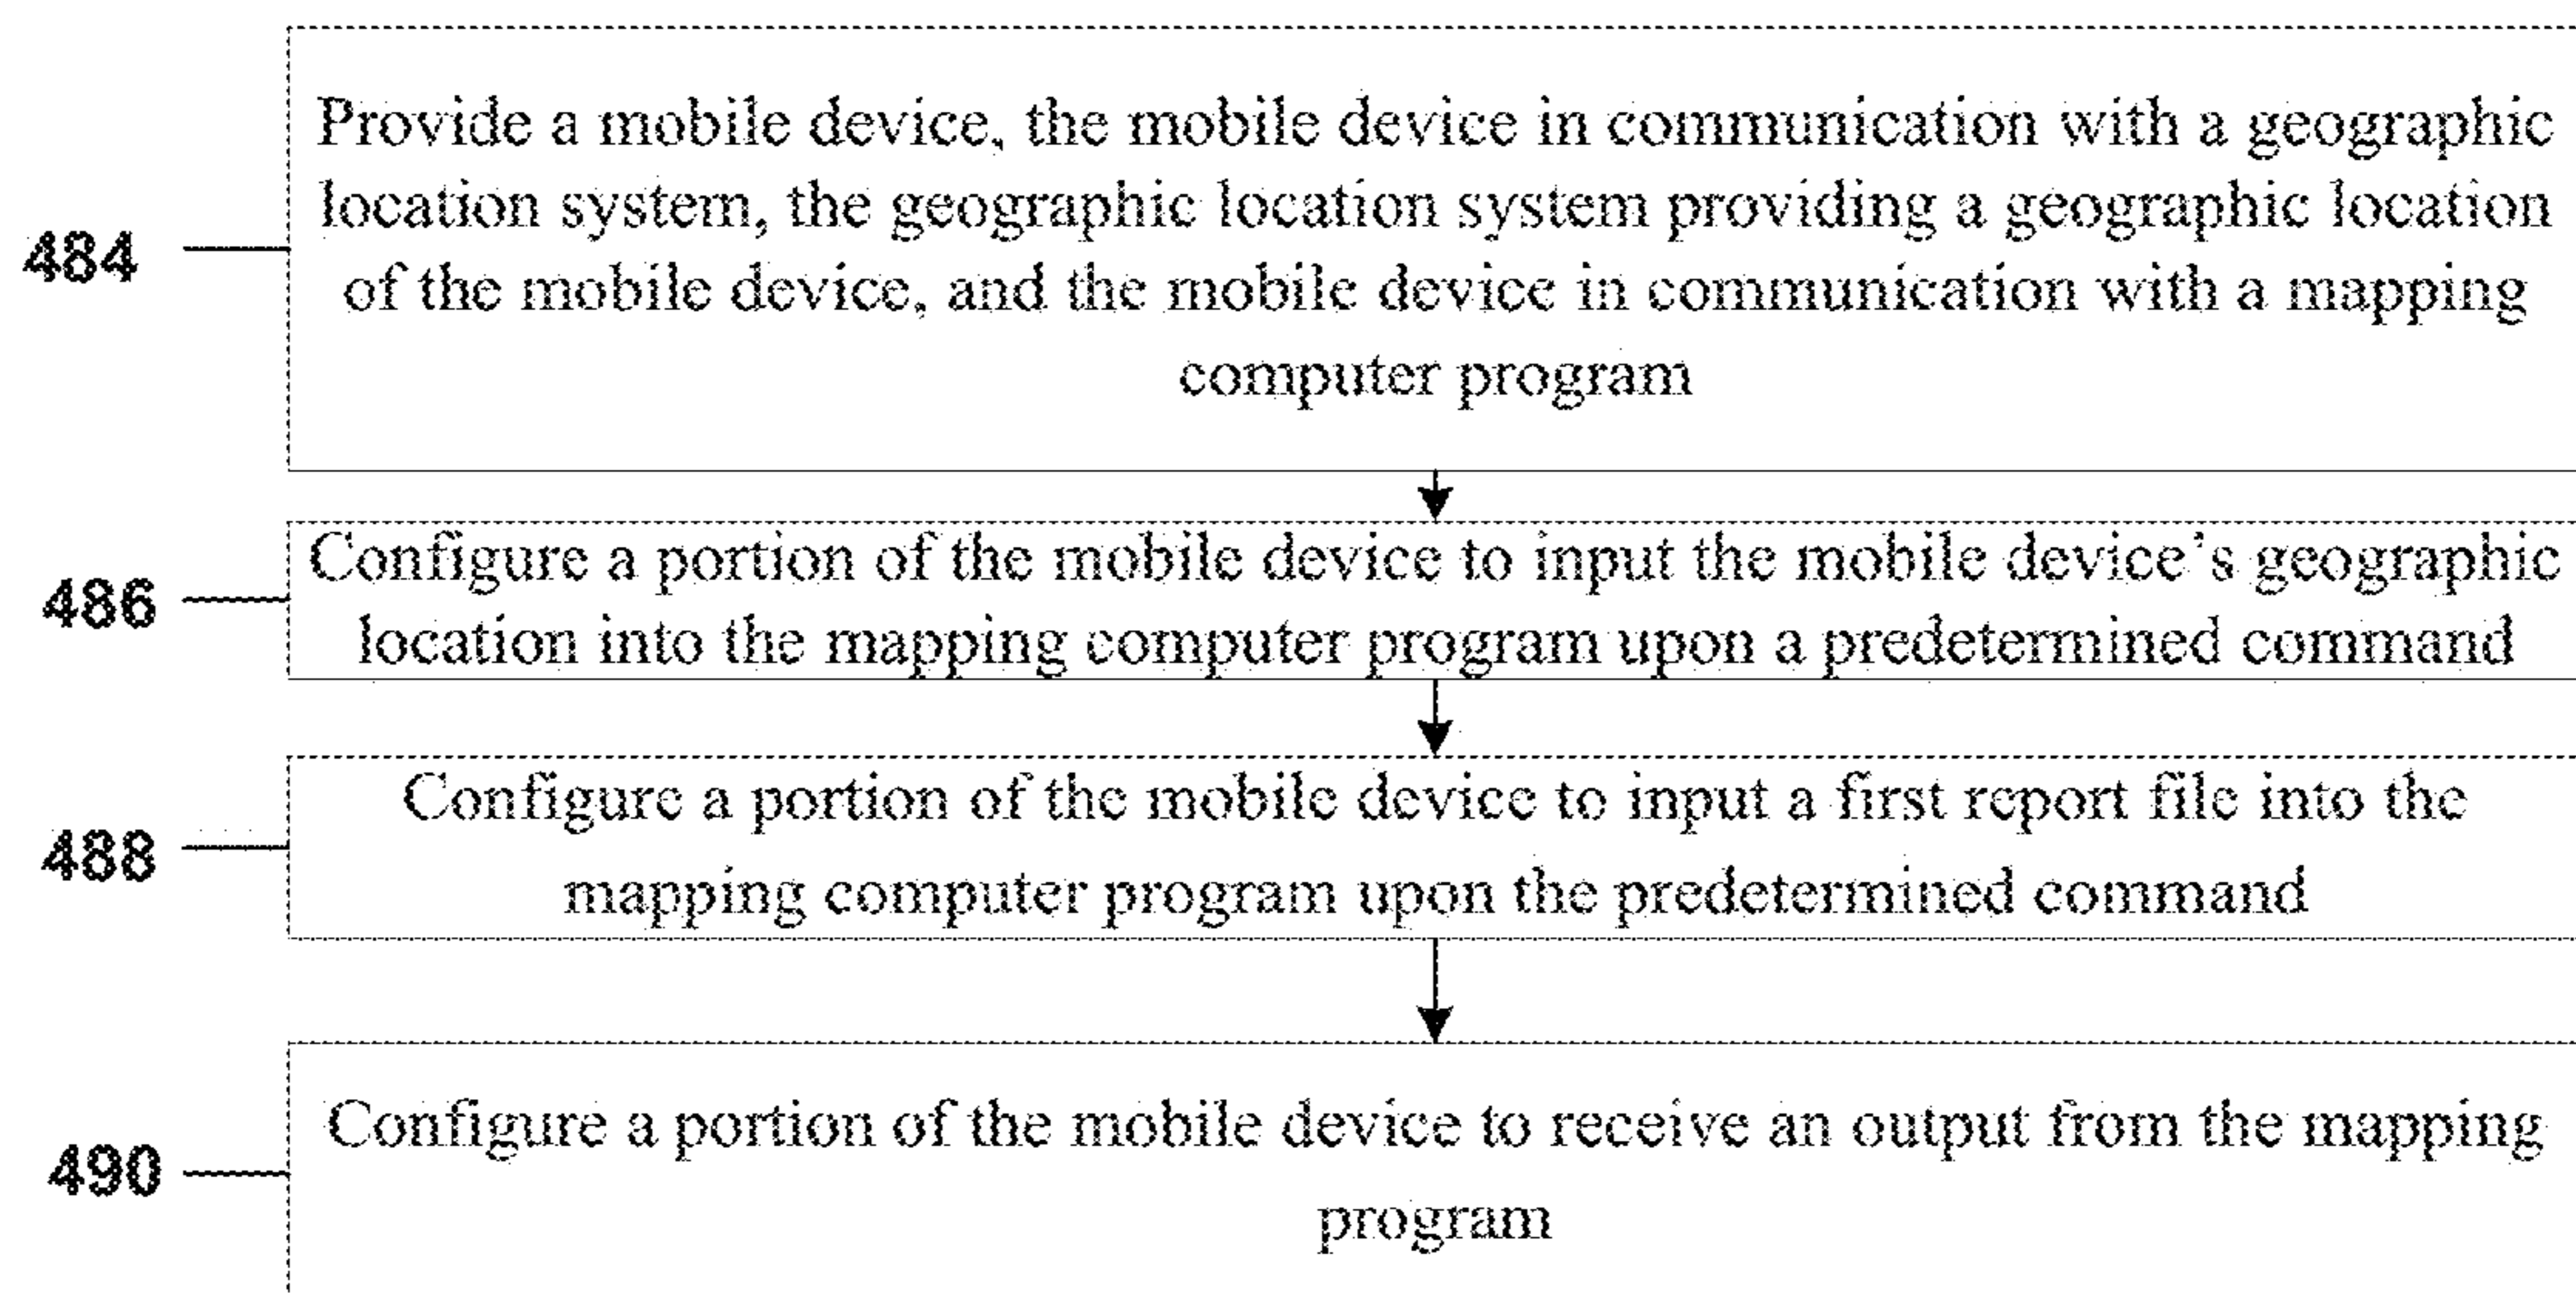 Provide a mobile device, the mobile device in communication with a geographic
location system, the geographic location system providing a geographic location
484
of the mobile device, and the mobile device in communication with a mapping
computer program
Configure a portion of the mobile device to input the mobile device's geographic
486
location into the mapping computer program upon a predetermined command
Configure a portion of the mobile device to input a first report file into the
488
mapping computer program upon the predetermined command
Configure a portion of the mobile device to receive an output from the mapping
490
program